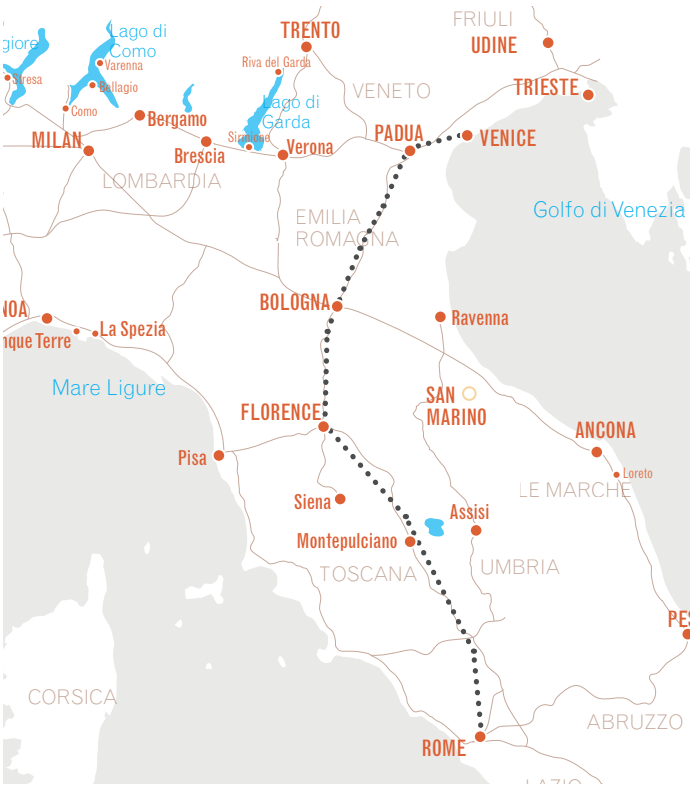 FRILUI
TRENTO
UDINE
Lago di
Como
giore
Varenna
Riva del Garda
Stresa
Bellagio
VENETO
TRIESTE
Lago di
Garda
Como
Bergamo
MILAN
Sirmione
PADUA
VENICE
Brescia
Verona
LOMBARDIA
Golfo di Venezia
EMILIA
ROMAGNA
BOLOGNA
NOA
Ravenna
La Spezia
nque Terre
Mare Ligure
SAN
MARINO
FLORENCE
ANCONA
Pisa
Loreto
LE MARCHE
Siena
Assisi
Montepulciano
TOSCANA
UMBRIA
PES
CORSICA
ABRUZZO
ROME
LAZIO